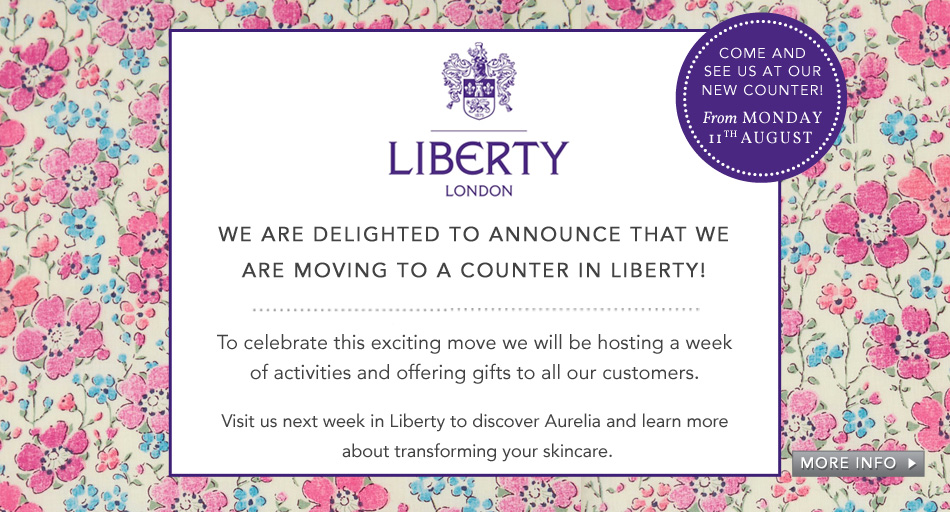 COME AND
SEE US AT OUR
NEW COUNTER!
From MONDAY
11TH AUGUST
LIBERTY
LONDON
WE ARE DELIGHTED TO ANNOUNCE THAT WE
ARE MOVING TO A COUNTER IN LIBERTY!
To celebrate this exciting move we will be hosting a week
of activities and offering gifts to all our customers.
Visit us next week in Liberty to discover Aurelia and learn more
about transforming your skincare.
MORE INFO